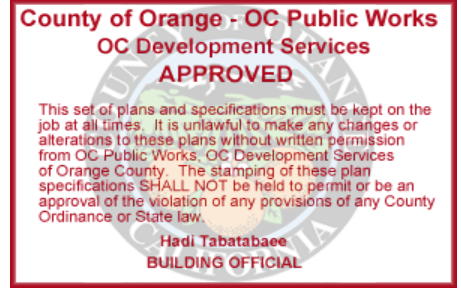 County of Orange - OC Public Works
OC Development Services
APPROVED
This set of plans and specifications must be kept on the
job at all times. It is unlawful to make any changes or
alterations to these plans without written permission
from OC Public Works, OC Development Services
of Orange County. The stamping of these plan
specifications SHALL NOT be held to permit or be an
approval of the violation of any provisions of any County
Ordinance or State law.
Hadi Tabatabaee
BUILDING OFFICIAL
COUNTY OF ORANGE
CALIFORNIA